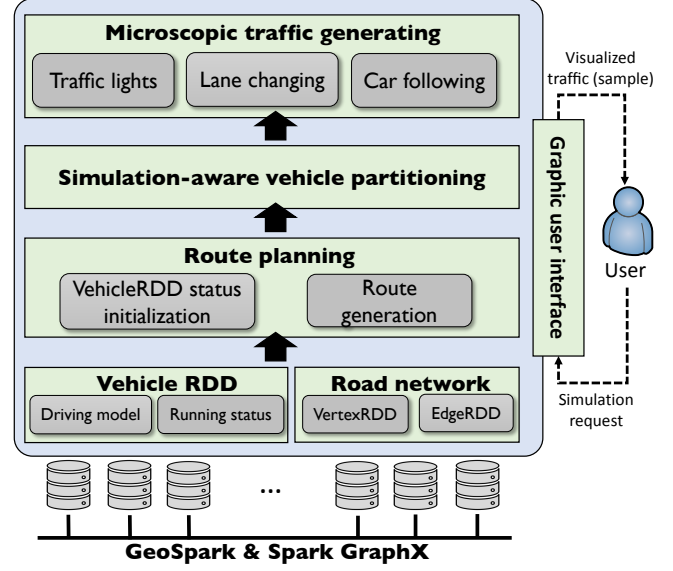 Microscopic traffic generating
Traffic lights
Lane changing
Car following
Simulation-aware vehicle partitioning
Route planning
VehicleRDD status
initialization
Route
generation
Vehicle RDD
Driving model
Running status
Road network
VertexRDD
EdgeRDD
...
GeoSpark & Spark GraphX
Graphic user interface
Visualized
traffic (sample)
User
Simulation
request